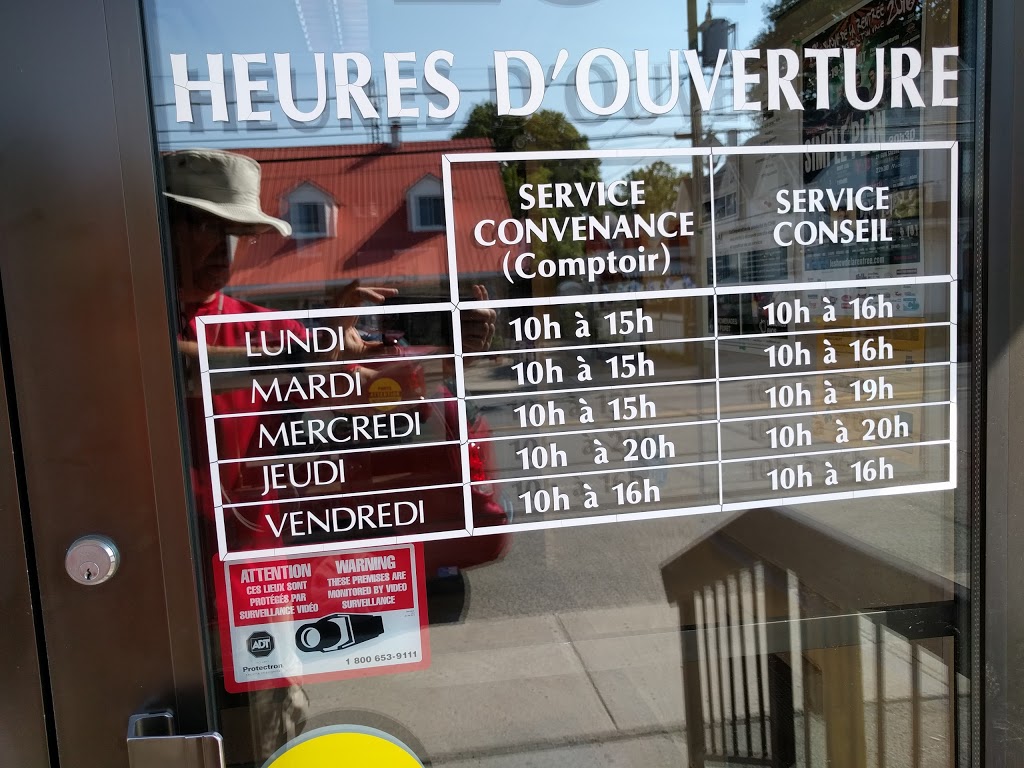 HEURES D'OUVERTURE
SERVICE
CONVENANCE
(Comptoir)
SERVICE
CONSEIL
LUNDI 10h à 15h 10h à 16h
MARDI 10h à 15h 10h à 16h
MERCREDI 10h à 15h 10h à 19h
JEUDI 10h à 20h 10h à 20h
VENDREDI 10h à 16h 10h à 16h
ATTENTION
CES LIEUX SONT
PROTÉGÉS PAR
SURVEILLANCE VIDÉO
WARNING
THESE PREMISES ARE
MONITORED BY VIDEO
SURVEILLANCE
ADT
Protectron
1 800 653-9111
SIMPLE PLAN